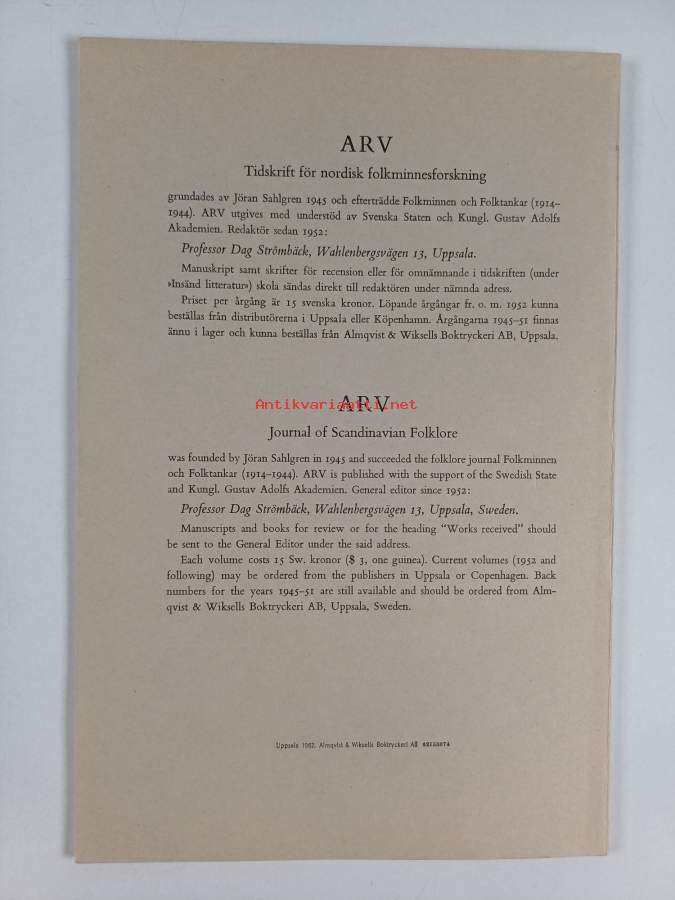 ARV
Tidskrift för nordisk folkminnesforskning
grundades av Jöran Sahlgren 1945 och efterträdde Folkminnen och Folktankar (1914–
1944). ARV utgives med understöd av Svenska Staten och Kungl. Gustav Adolfs
Akademien. Redaktör sedan 1952:
Professor Dag Strömbäck, Wahlenbergsvägen 13, Uppsala.
Manuskript samt skrifter för recension eller för omnämnande i tidskriften (under
»Insänd litteratur») skola sändas direkt till redaktören under nämnda adress.
Priset per årgång är 15 svenska kronor. Löpande årgångar fr. o. m. 1952 kunna
beställas från distributörerna i Uppsala eller Köpenhamn. Årgångarna 1945–51 finnas
ännu i lager och kunna beställas från Almqvist & Wiksells Boktryckeri AB, Uppsala.
ARV
Antikvariaatti.net
Journal of Scandinavian Folklore
was founded by Jöran Sahlgren in 1945 and succeeded the folklore journal Folkminnen
och Folktankar (1914–1944). ARV is published with the support of the Swedish State
and Kungl. Gustav Adolfs Akademien. General editor since 1952:
Professor Dag Strömbäck, Wahlenbergsvägen 13, Uppsala, Sweden.
Manuscripts and books for review or for the heading “Works received” should
be sent to the General Editor under the said address.
Each volume costs 15 Sw. kronor ($ 3, one guinea). Current volumes (1952 and
following) may be ordered from the publishers in Uppsala or Copenhagen. Back
numbers for the years 1945–51 are still available and should be ordered from Alm-
qvist & Wiksells Boktryckeri AB, Uppsala, Sweden.
Uppsala 1962. Almqvist & Wiksells Boktryckeri AB